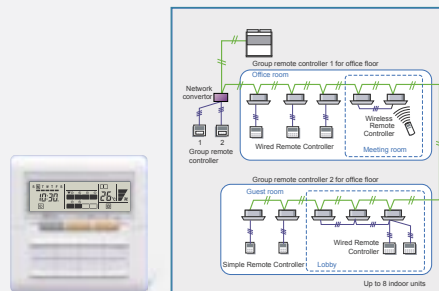 10:30
26
Group remote controller 1 for office floor
Office room
Network
convertor
1 2
Group remote
controller
Wired Remote Controller
Wireless
Remote
Controller
Meeting room
Group remote controller 2 for office floor
Guest room
Simple Remote Controller
Lobby
Wired Remote
Controller
Up to 8 indoor units